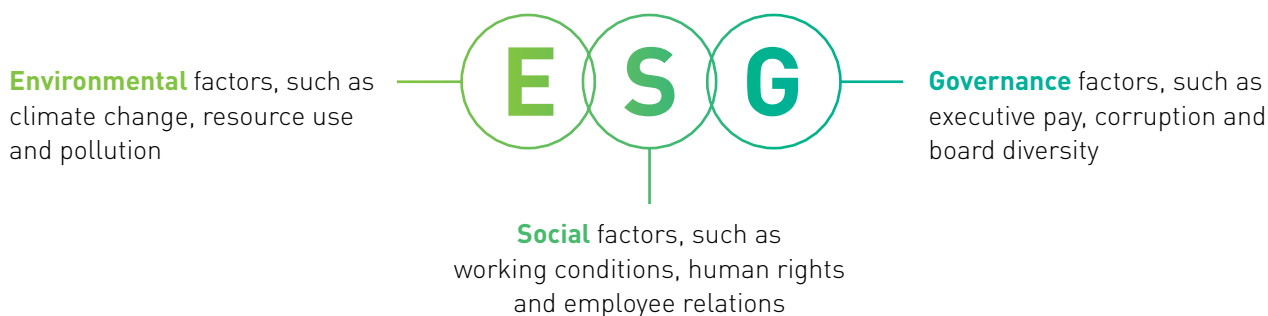 E S G
Environmental factors, such as
climate change, resource use
and pollution
Social factors, such as
working conditions, human rights
and employee relations
Governance factors, such as
executive pay, corruption and
board diversity